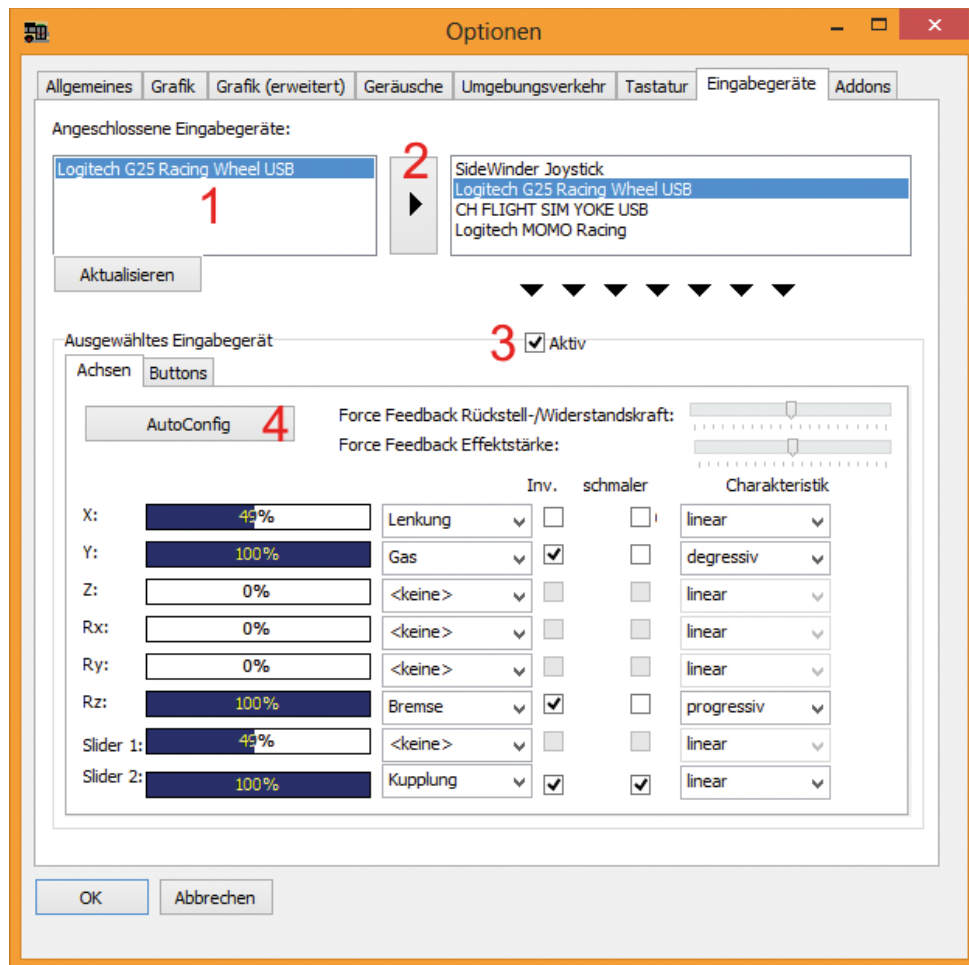 Optionen
Allgemeines Grafik Grafik (erweitert) Geräusche Umgebungsverkehr Tastatur Eingabegeräte Addons
Angeschlossene Eingabegeräte:
Logitech G25 Racing Wheel USB
1
2
SideWinder Joystick
Logitech G25 Racing Wheel USB
CH FLIGHT SIM YOKE USB
Logitech MOMO Racing
Aktualisieren
Ausgewähltes Eingabegerät
3 Aktiv
Achsen Buttons
AutoConfig 4
Force Feedback Rückstell-/Widerstandskraft:
Force Feedback Effektstärke:
Inv. schmaler Charakteristik
X: 49% Lenkung linear
Y: 100% Gas degressiv
Z: 0% <keine> linear
Rx: 0% <keine> linear
Ry: 0% <keine> linear
Rz: 100% Bremse progressiv
Slider 1: 49% <keine> linear
Slider 2: 100% Kupplung linear
OK Abbrechen